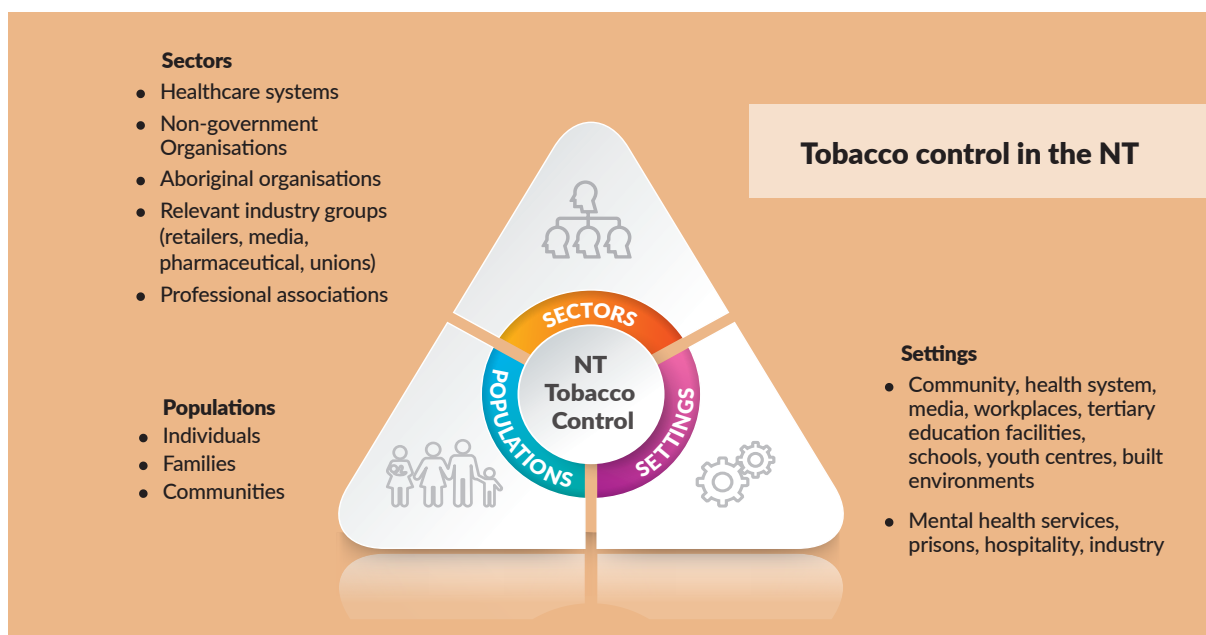 Sectors
• Healthcare systems
• Non-government
Organisations
• Aboriginal organisations
• Relevant industry groups
(retailers, media,
pharmaceutical, unions)
• Professional associations
Tobacco control in the NT
SECTORS
POPULATIONS
SETTINGS
NT
Tobacco
Control
Populations
• Individuals
• Families
• Communities
Settings
• Community, health system,
media, workplaces, tertiary
education facilities,
schools, youth centres, built
environments
• Mental health services,
prisons, hospitality, industry